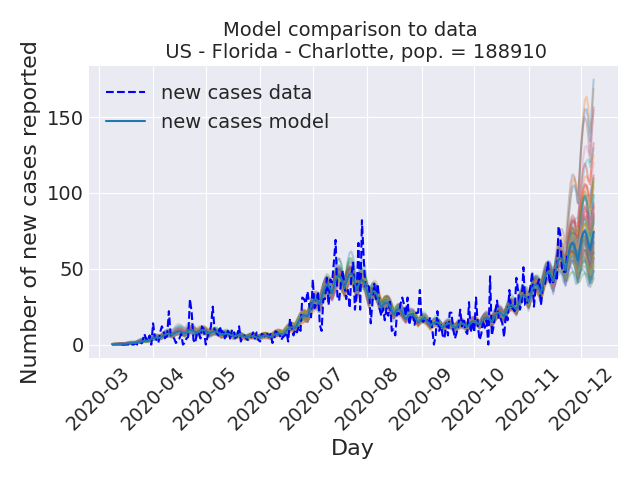 Model comparison to data
US - Florida - Charlotte, pop. = 188910
new cases data
new cases model
Number of new cases reported
150
100
50
0
2020-03
2020-04
2020-05
2020-06
2020-07
2020-08
2020-09
2020-10
2020-11
2020-12
Day